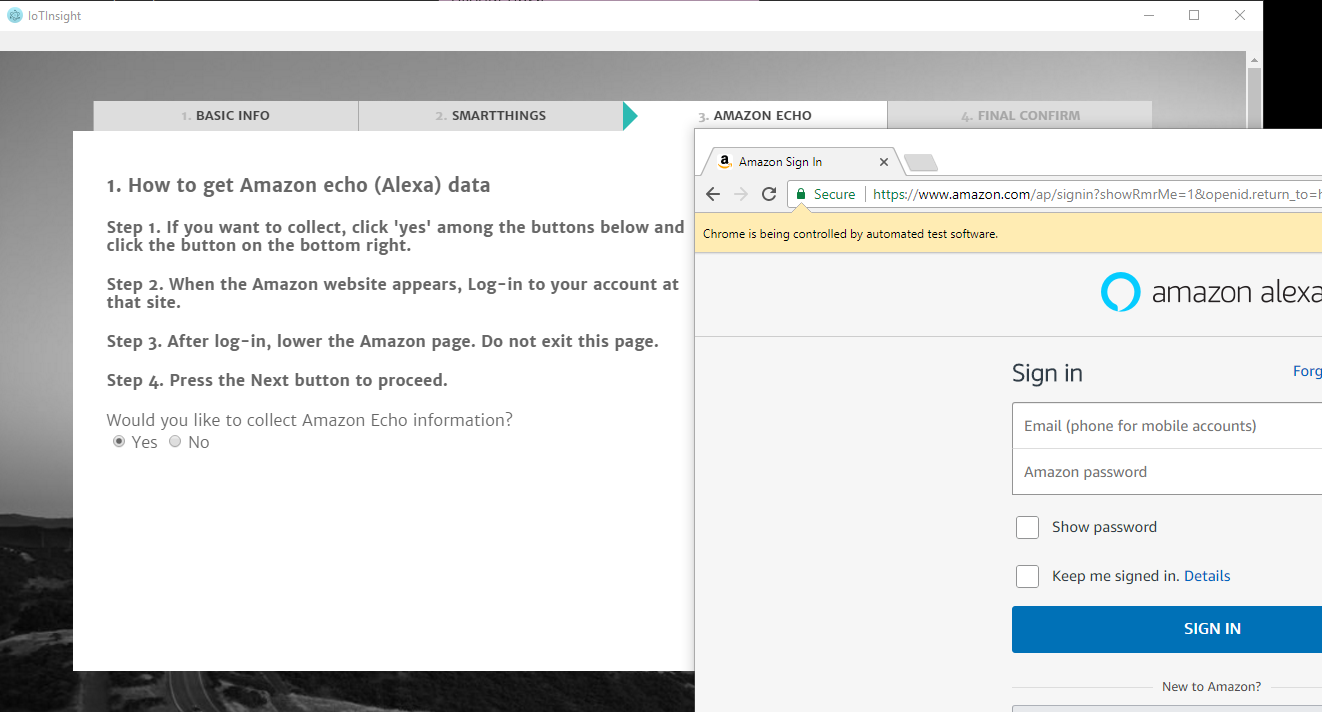 IoTInsight
1. BASIC INFO
2. SMARTTHINGS
3. AMAZON ECHO
4. FINAL CONFIRM
1. How to get Amazon echo (Alexa) data
Step 1. If you want to collect, click 'yes' among the buttons below and
click the button on the bottom right.
Step 2. When the Amazon website appears, Log-in to your account at
that site.
Step 3. After log-in, lower the Amazon page. Do not exit this page.
Step 4. Press the Next button to proceed.
Would you like to collect Amazon Echo information?
Yes No
Amazon Sign In
Secure https://www.amazon.com/ap/signin?showRmrMe=1&openid.return_to=h
Chrome is being controlled by automated test software.
amazon alexa
Sign in
Forg
Email (phone for mobile accounts)
Amazon password
Show password
Keep me signed in. Details
SIGN IN
New to Amazon?